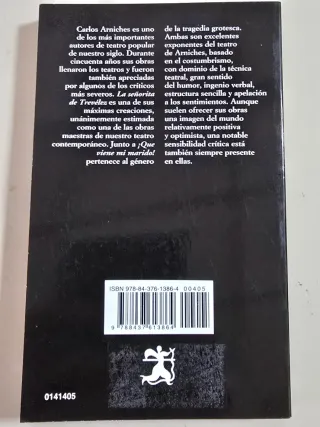 Carlos Arniches es uno
de los más importantes
autores de teatro popular
de nuestro siglo. Durante
cincuenta años sus obras
llenaron los teatros y fueron
también apreciadas
por algunos de los críticos
más severos. La señorita
de Trevélez es una de sus
máximas creaciones,
unánimemente estimada
como una de las obras
maestras de nuestro teatro
contemporáneo. Junto a ¡Que
viene mi marido!
pertenece al género
de la tragedia grotesca.
Ambas son excelentes
exponentes del teatro
de Arniches, basado
en el costumbrismo,
con dominio de la técnica
teatral, gran sentido
del humor, ingenio verbal,
estructura sencilla y apelación
a los sentimientos. Aunque
suelen ofrecer sus obras
una imagen del mundo
relativamente positiva
y optimista, una notable
sensibilidad crítica está
también siempre presente
en ellas.
ISBN 978-84-376-1386-4
00405
9 788437 613864
0141405